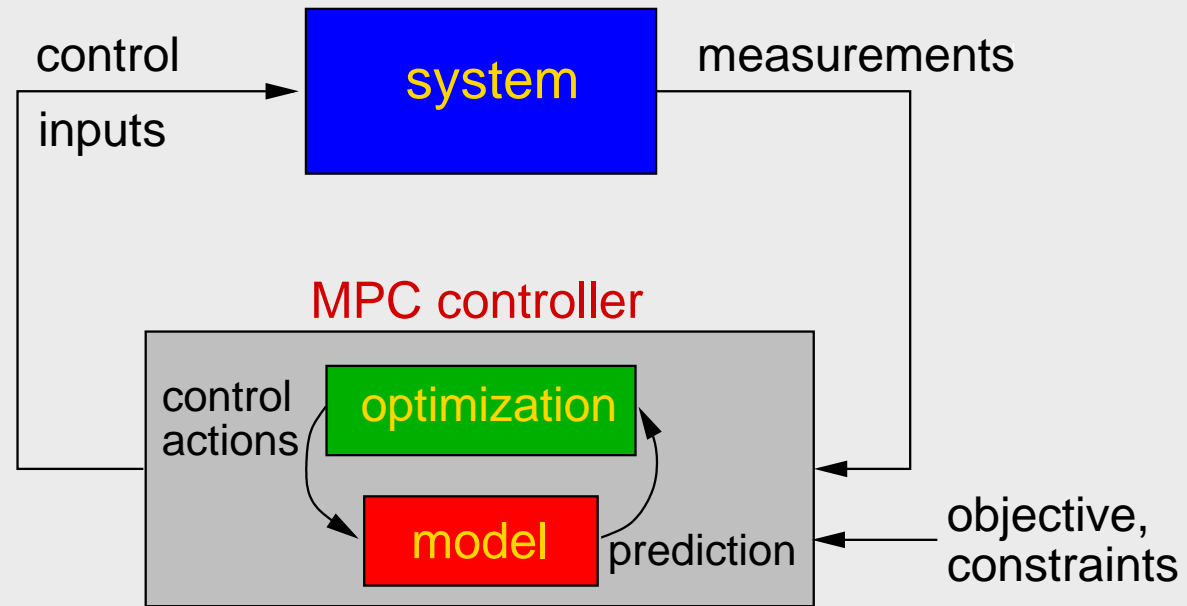 control
inputs
system
measurements
MPC controller
control
actions
optimization
model
prediction
objective,
constraints